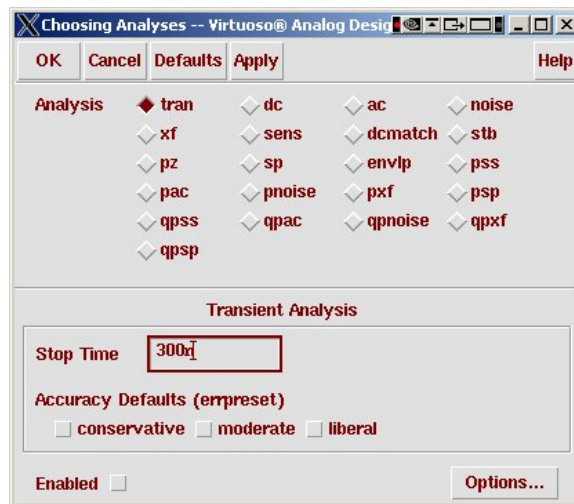 Choosing Analyses -- Virtuoso® Analog Desig
OK Cancel Defaults Apply Help
Analysis tran dc ac noise
xf sens dcmatch stb
pz sp envlp pss
pac pnoise pxf psp
qpss qpac qpnoise qpxf
qpsp
Transient Analysis
Stop Time 300n
Accuracy Defaults (errpreset)
conservative moderate liberal
Enabled Options...